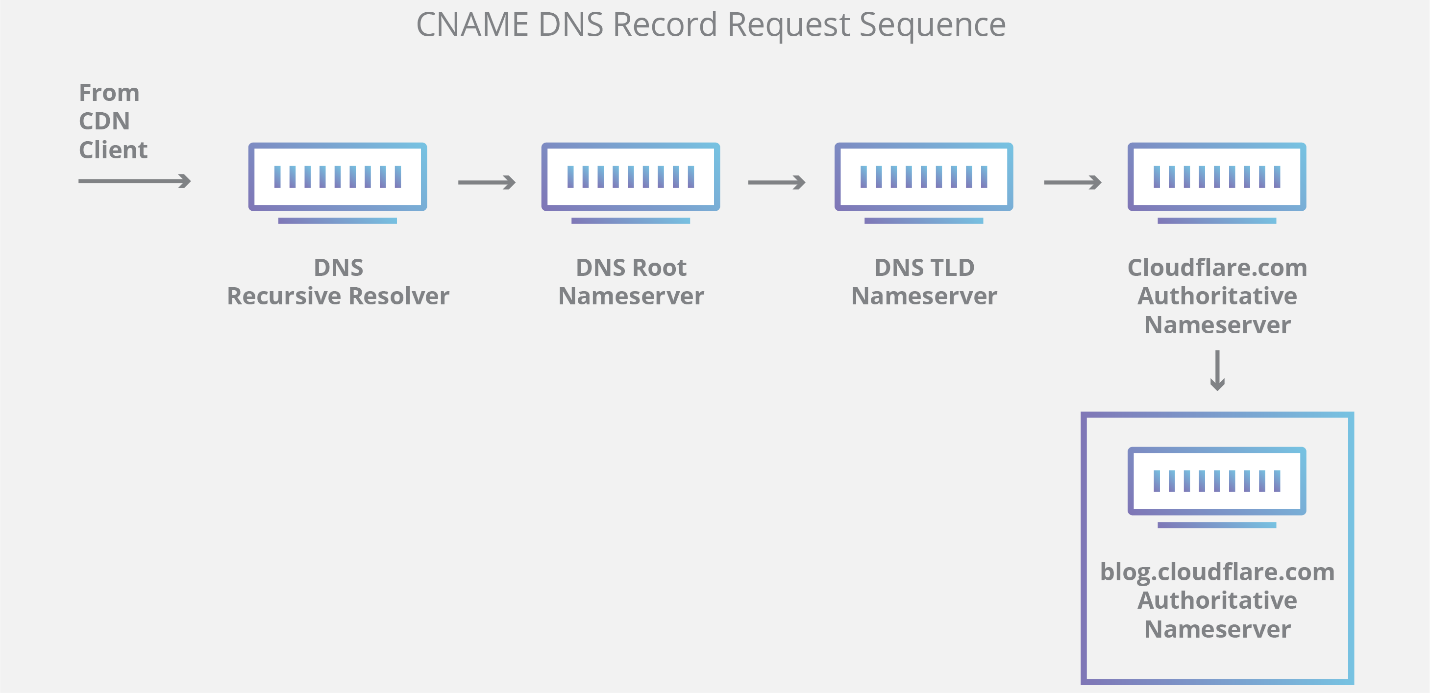 CNAME DNS Record Request Sequence
From
CDN
Client
DNS
Recursive Resolver
DNS Root
Nameserver
DNS TLD
Nameserver
Cloudflare.com
Authoritative
Nameserver
blog.cloudflare.com
Authoritative
Nameserver